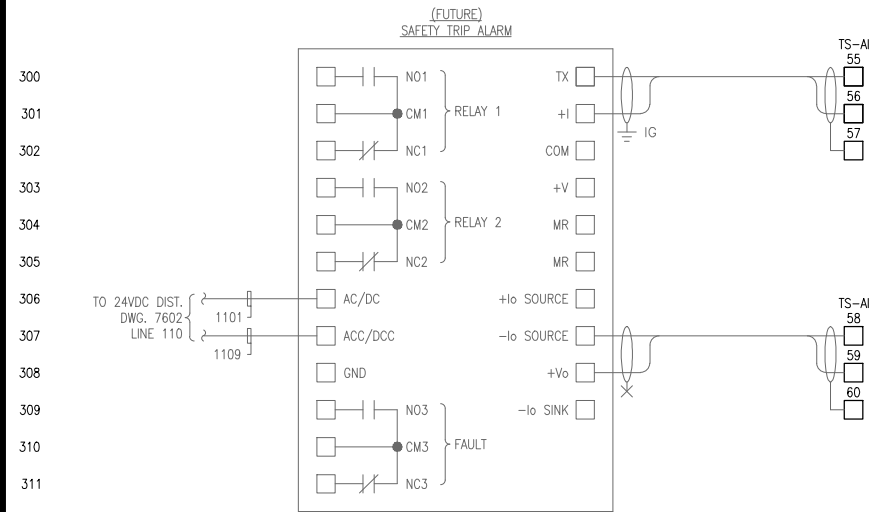 (FUTURE)
SAFETY TRIP ALARM
TS-AI
300 NO1 TX 55
301 CM1 RELAY 1 +I 56
IG
302 NC1 COM 57
303 NO2 +V
304 CM2 RELAY 2 MR
305 NC2 MR
306 TO 24VDC DIST. AC/DC +Io SOURCE TS-AI
DWG. 7602 1101
307 LINE 110 ACC/DCC -Io SOURCE 58
1109
308 GND +Vo 59
309 NO3 -Io SINK 60
310 CM3 FAULT
311 NC3